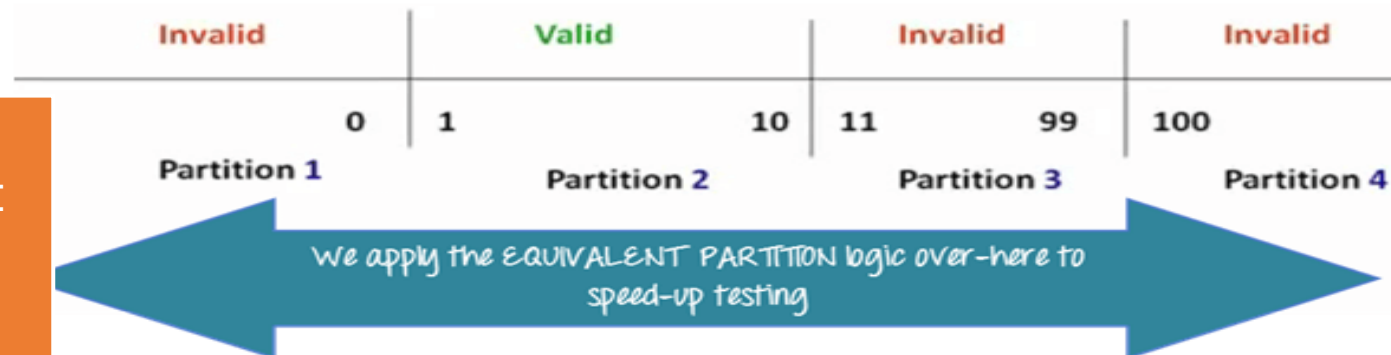 Invalid Valid Invalid Invalid
0 1 10 11 99 100
Partition 1 Partition 2 Partition 3 Partition 4
We apply the EQUIVALENT PARTITION logic over-here to
speed-up testing